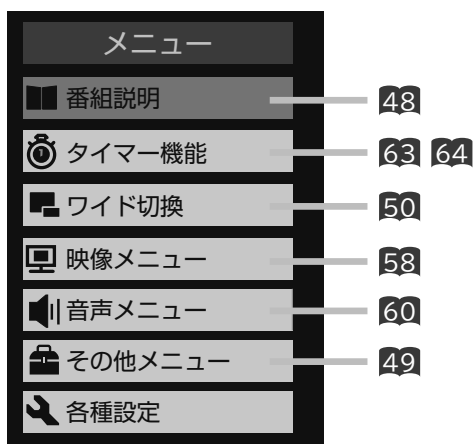 メニュー
番組説明 48
タイマー機能 63 64
ワイド切換 50
映像メニュー 58
音声メニュー 60
その他メニュー 49
各種設定